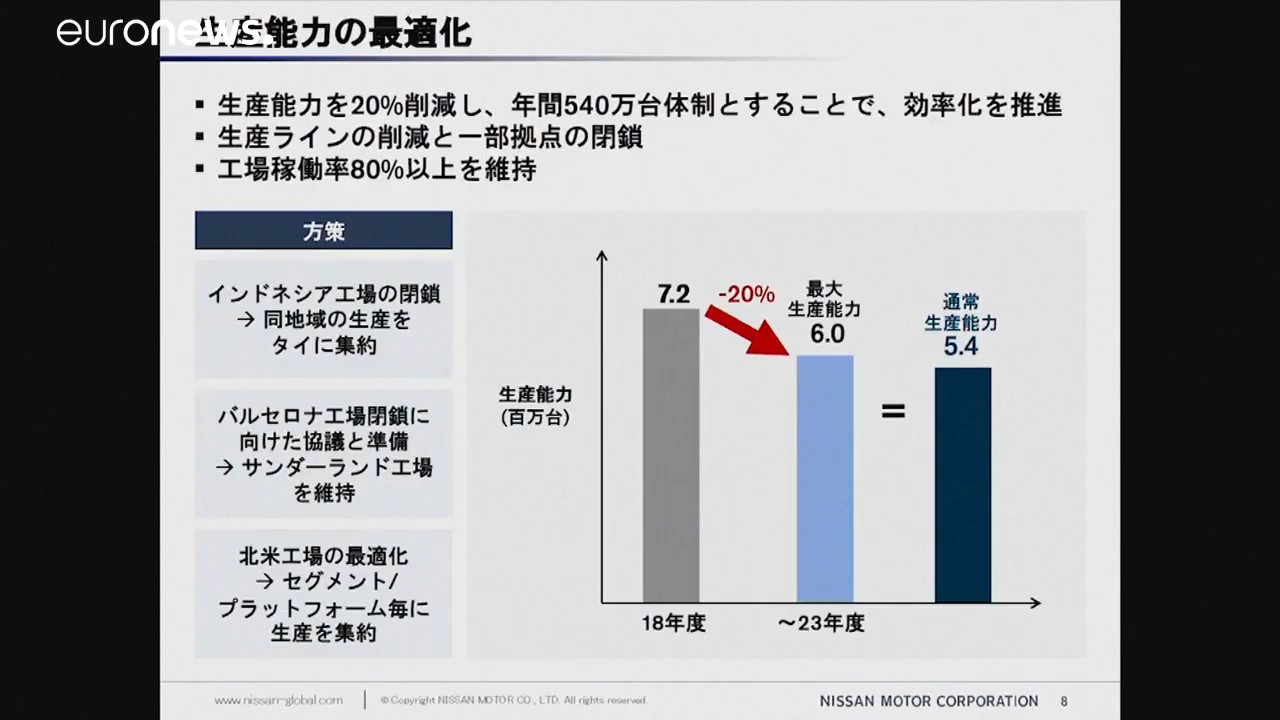 euronews.
生産能力の最適化
▪ 生産能力を20%削減し、年間540万台体制とすることで、効率化を推進
▪ 生産ラインの削減と一部拠点の閉鎖
▪ 工場稼働率80%以上を維持
方策
インドネシア工場の閉鎖
→ 同地域の生産を
タイに集約
バルセロナ工場閉鎖に
向けた協議と準備
→ サンダーランド工場
を維持
北米工場の最適化
→ セグメント/
プラットフォーム毎に
生産を集約
生産能力
(百万台)
7.2
-20%
最大
生産能力
6.0
=
通常
生産能力
5.4
18年度
～23年度
www.nissan-global.com
© Copyright NISSAN MOTOR CO., LTD. All rights reserved.
NISSAN MOTOR CORPORATION 8